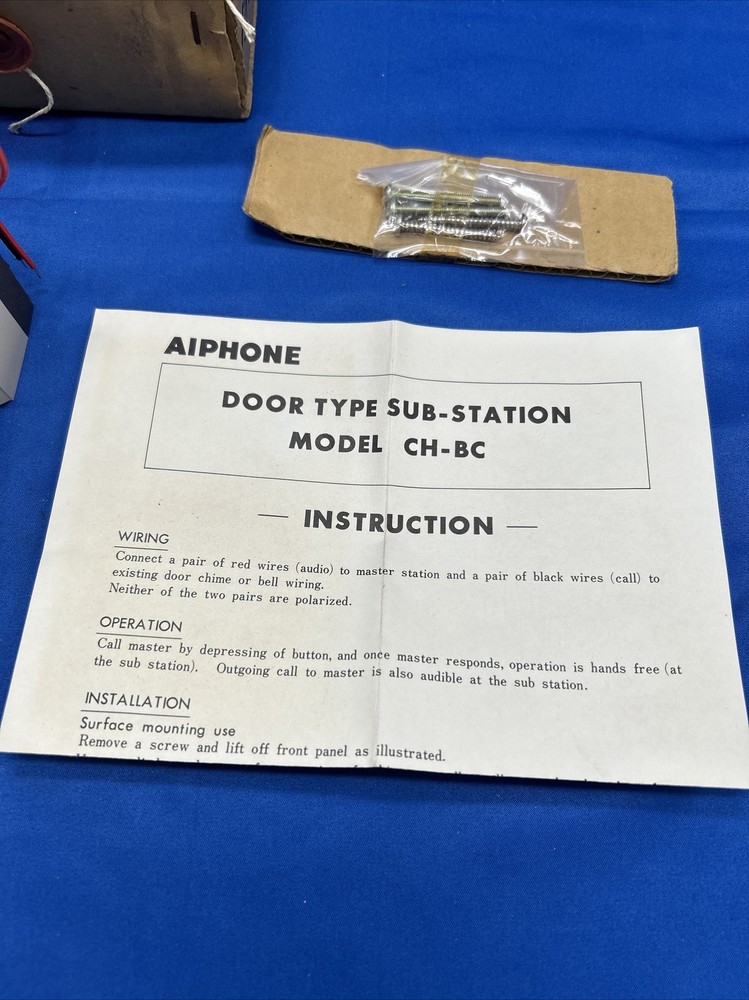 AIPHONE
DOOR TYPE SUB-STATION
MODEL CH-BC
— INSTRUCTION —
WIRING
Connect a pair of red wires (audio) to master station and a pair of black wires (call) to
existing door chime or bell wiring.
Neither of the two pairs are polarized.
OPERATION
Call master by depressing of button, and once master responds, operation is hands free (at
the sub station). Outgoing call to master is also audible at the sub station.
INSTALLATION
Surface mounting use
Remove a screw and lift off front panel as illustrated.